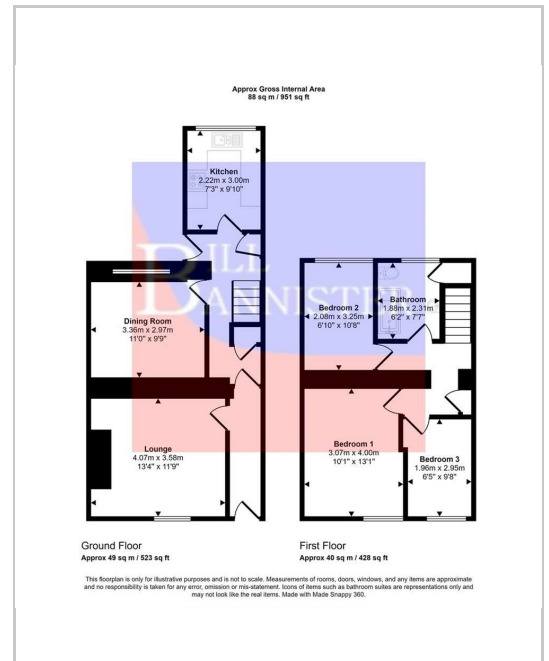 Approx Gross Internal Area
88 sq m / 951 sq ft
Kitchen
2.22m x 3.00m
7'3" x 9'10"
BILL
BANNISTER
Dining Room
3.36m x 2.97m
11'0" x 9'9"
Lounge
4.07m x 3.58m
13'4" x 11'9"
Bedroom 2
2.08m x 3.25m
6'10" x 10'8"
Bathroom
1.88m x 2.31m
6'2" x 7'7"
Bedroom 1
3.07m x 4.00m
10'1" x 13'1"
Bedroom 3
1.96m x 2.95m
6'5" x 9'8"
Ground Floor
Approx 49 sq m / 523 sq ft
First Floor
Approx 40 sq m / 428 sq ft
This floorplan is only for illustrative purposes and is not to scale. Measurements of rooms, doors, windows, and any items are approximate
and no responsibility is taken for any error, omission or mis-statement. Icons of items such as bathroom suites are representations only and
may not look like the real items. Made with Made Snappy 360.